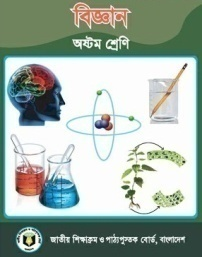 বিজ্ঞান
অষ্টম শ্রেণি
জাতীয় শিক্ষাক্রম ও পাঠ্যপুস্তক বোর্ড, বাংলাদেশ